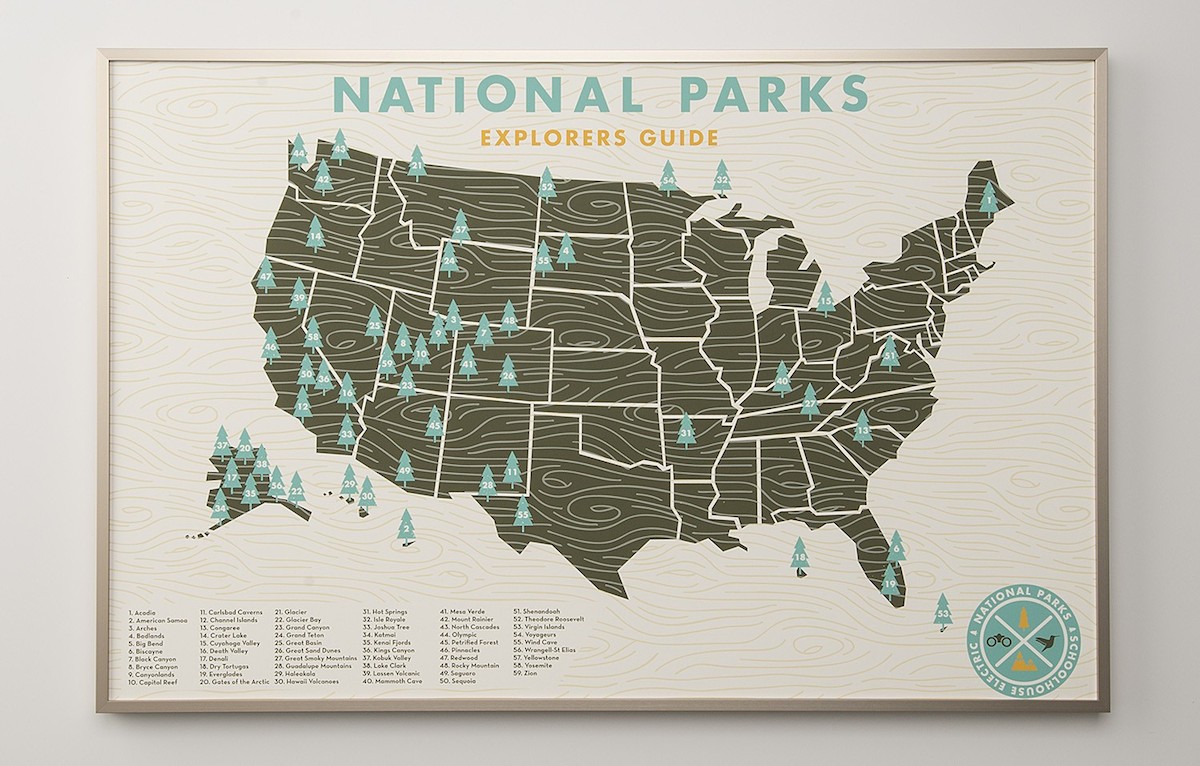 NATIONAL PARKS
EXPLORERS GUIDE
44
43
21
42
52
54
32
1
14
57
4
24
58
47
39
15
3
48
25
9
7
58
8
46
10
51
59
41
50
36
26
40
23
16
12
27
45
33
31
13
37
20
38
49
11
17
29
28
56
22
35
30
34
55
2
6
18
19
53
1. Acadia
2. American Samoa
3. Arches
4. Badlands
5. Big Bend
6. Biscayne
7. Black Canyon
8. Bryce Canyon
9. Canyonlands
10. Capitol Reef
11. Carlsbad Caverns
12. Channel Islands
13. Congaree
14. Crater Lake
15. Cuyahoga Valley
16. Death Valley
17. Denali
18. Dry Tortugas
19. Everglades
20. Gates of the Arctic
21. Glacier
22. Glacier Bay
23. Grand Canyon
24. Grand Teton
25. Great Basin
26. Great Sand Dunes
27. Great Smoky Mountains
28. Guadalupe Mountains
29. Haleakala
30. Hawaii Volcanoes
31. Hot Springs
32. Isle Royale
33. Joshua Tree
34. Katmai
35. Kenai Fjords
36. Kings Canyon
37. Kobuk Valley
38. Lake Clark
39. Lassen Volcanic
40. Mammoth Cave
41. Mesa Verde
42. Mount Rainier
43. North Cascades
44. Olympic
45. Petrified Forest
46. Pinnacles
47. Redwood
48. Rocky Mountain
49. Saguaro
50. Sequoia
51. Shenandoah
52. Theodore Roosevelt
53. Virgin Islands
54. Voyageurs
55. Wind Cave
56. Wrangell-St Elias
57. Yellowstone
58. Yosemite
59. Zion
NATIONAL PARKS
SCHOOLHOUSE ELECTRIC